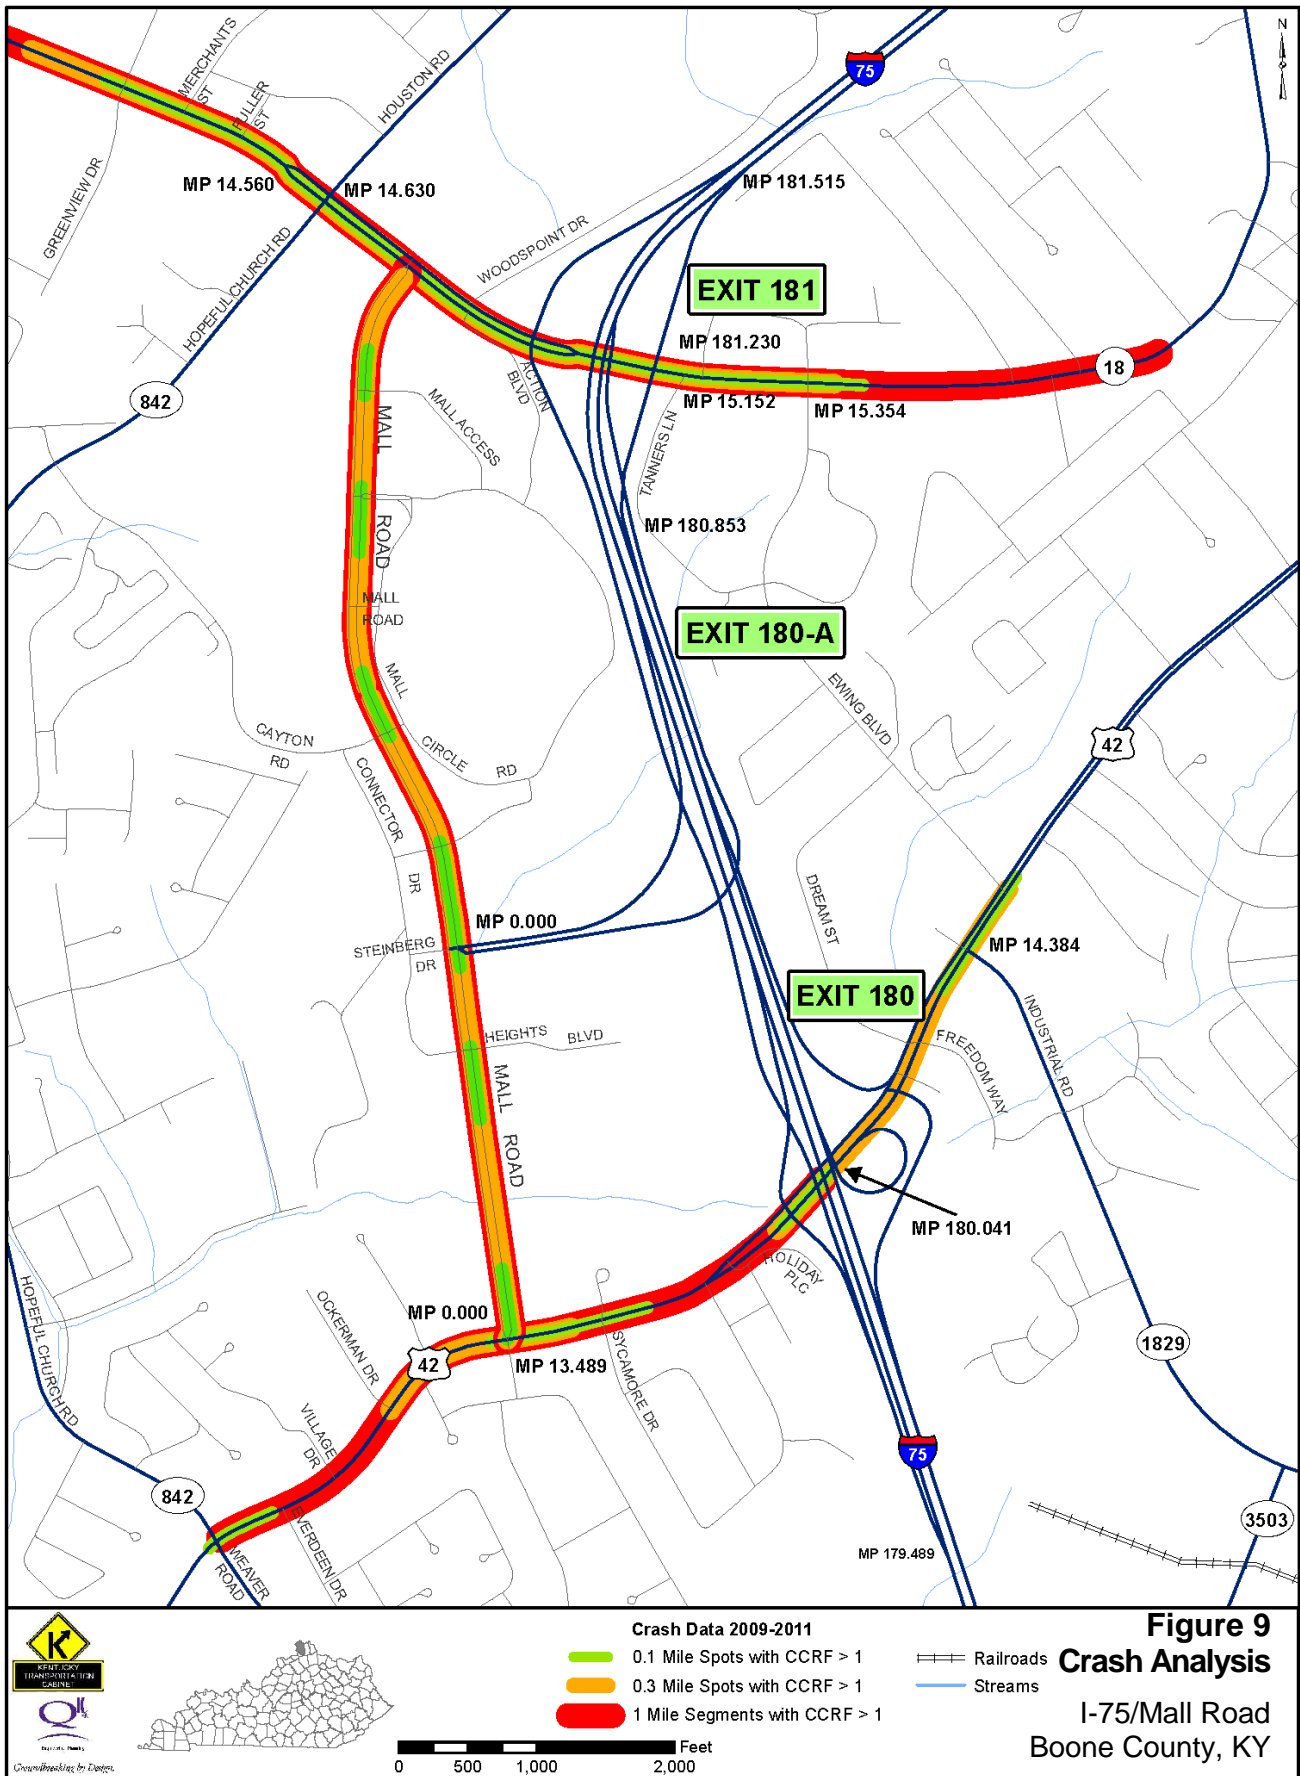 N
75
MERCHANTS
ST
FULLER
ST
HOUSTON RD
GREENVIEW DR
MP 14.560
MP 14.630
MP 181.515
HOPEFUL CHURCH RD
WOODSPOINT DR
EXIT 181
MP 181.230
18
842
ACTION
BLVD
MP 15.152
MP 15.354
MALL
MALL ACCESS
TANNERS LN
ROAD
MP 180.853
MALL
ROAD
EXIT 180-A
MALL
CIRCLE
RD
EWING BLVD
CAYTON
RD
42
CONNECTOR
DR
DREAM ST
MP 0.000
STEINBERG
DR
MP 14.384
EXIT 180
INDUSTRIAL RD
HEIGHTS BLVD
FREEDOM WAY
MALL
ROAD
MP 180.041
HOLIDAY
PLC
HOPEFUL CHURCH RD
OCKERMAN DR
MP 0.000
42
MP 13.489
SYCAMORE DR
1829
VILLAGE
DR
75
842
EVERDEEN DR
WEAVER
ROAD
3503
MP 179.489
KENTUCKY
TRANSPORTATION
CABINET
Groundbreaking by Design.
Crash Data 2009-2011
0.1 Mile Spots with CCRF > 1
0.3 Mile Spots with CCRF > 1
1 Mile Segments with CCRF > 1
Railroads
Streams
Feet
0 500 1,000 2,000
Figure 9
Crash Analysis
I-75/Mall Road
Boone County, KY